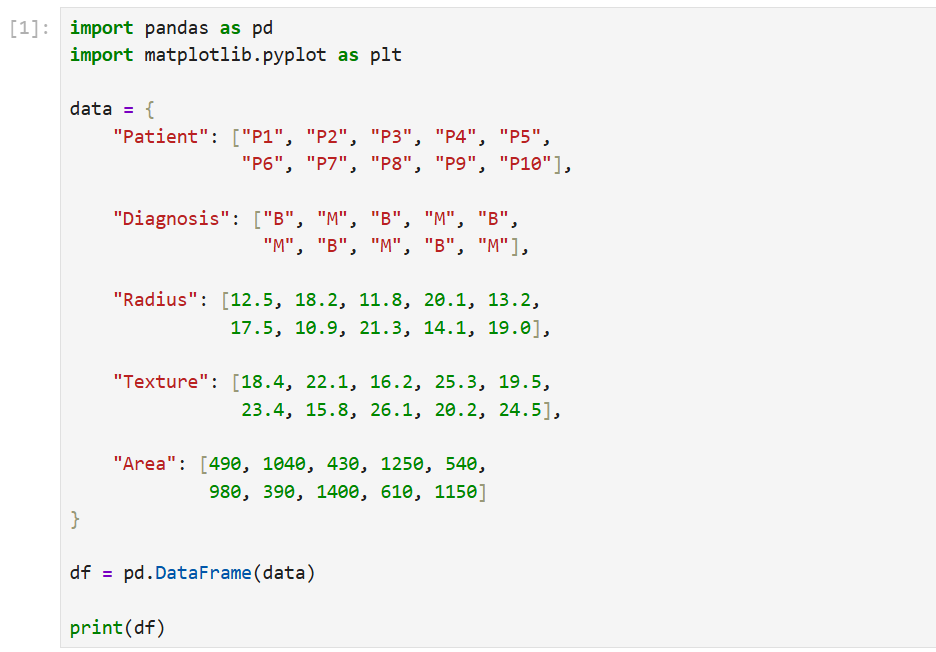 [1]:
import pandas as pd
import matplotlib.pyplot as plt

data = {
    "Patient": ["P1", "P2", "P3", "P4", "P5",
                "P6", "P7", "P8", "P9", "P10"],

    "Diagnosis": ["B", "M", "B", "M", "B",
                  "M", "B", "M", "B", "M"],

    "Radius": [12.5, 18.2, 11.8, 20.1, 13.2,
               17.5, 10.9, 21.3, 14.1, 19.0],

    "Texture": [18.4, 22.1, 16.2, 25.3, 19.5,
                23.4, 15.8, 26.1, 20.2, 24.5],

    "Area": [490, 1040, 430, 1250, 540,
             980, 390, 1400, 610, 1150]
}

df = pd.DataFrame(data)

print(df)